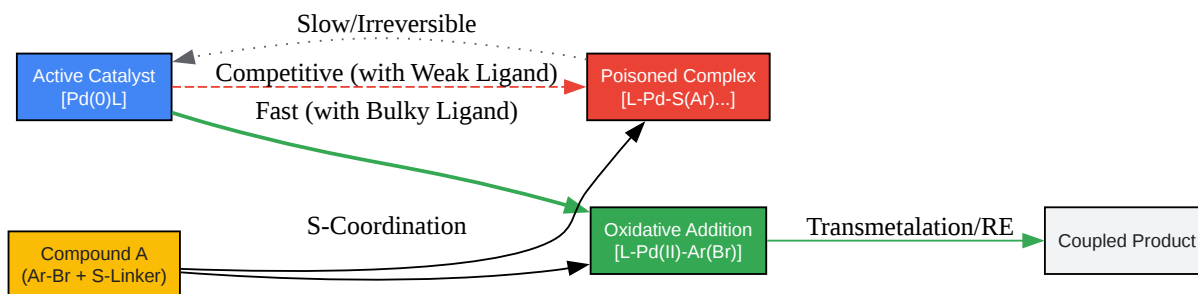 Slow/Irreversible
Active Catalyst
[Pd(0)L]
Competitive (with Weak Ligand)
Poisoned Complex
[L-Pd-S(Ar)...]
Fast (with Bulky Ligand)
S-Coordination
Oxidative Addition
[L-Pd(II)-Ar(Br)]
Transmetalation/RE
Coupled Product
Compound A
(Ar-Br + S-Linker)